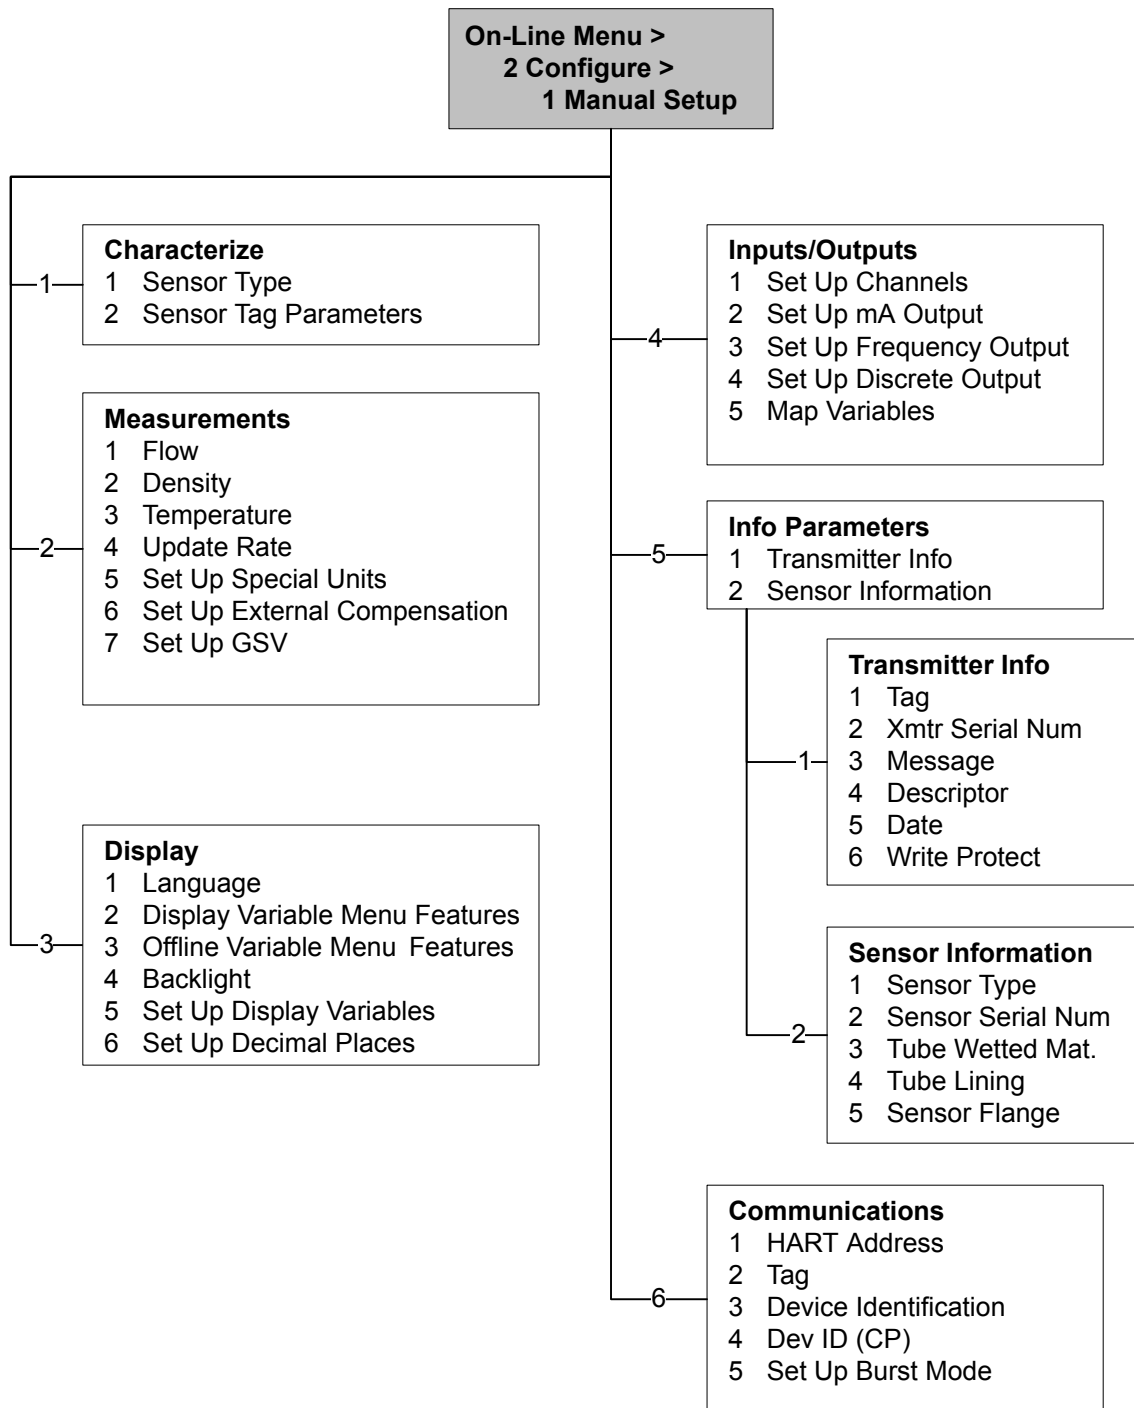 On-Line Menu >
2 Configure >
1 Manual Setup
1
Characterize
1 Sensor Type
2 Sensor Tag Parameters
2
Measurements
1 Flow
2 Density
3 Temperature
4 Update Rate
5 Set Up Special Units
6 Set Up External Compensation
7 Set Up GSV
3
Display
1 Language
2 Display Variable Menu Features
3 Offline Variable Menu Features
4 Backlight
5 Set Up Display Variables
6 Set Up Decimal Places
4
Inputs/Outputs
1 Set Up Channels
2 Set Up mA Output
3 Set Up Frequency Output
4 Set Up Discrete Output
5 Map Variables
5
Info Parameters
1 Transmitter Info
2 Sensor Information
1
Transmitter Info
1 Tag
2 Xmtr Serial Num
3 Message
4 Descriptor
5 Date
6 Write Protect
2
Sensor Information
1 Sensor Type
2 Sensor Serial Num
3 Tube Wetted Mat.
4 Tube Lining
5 Sensor Flange
6
Communications
1 HART Address
2 Tag
3 Device Identification
4 Dev ID (CP)
5 Set Up Burst Mode